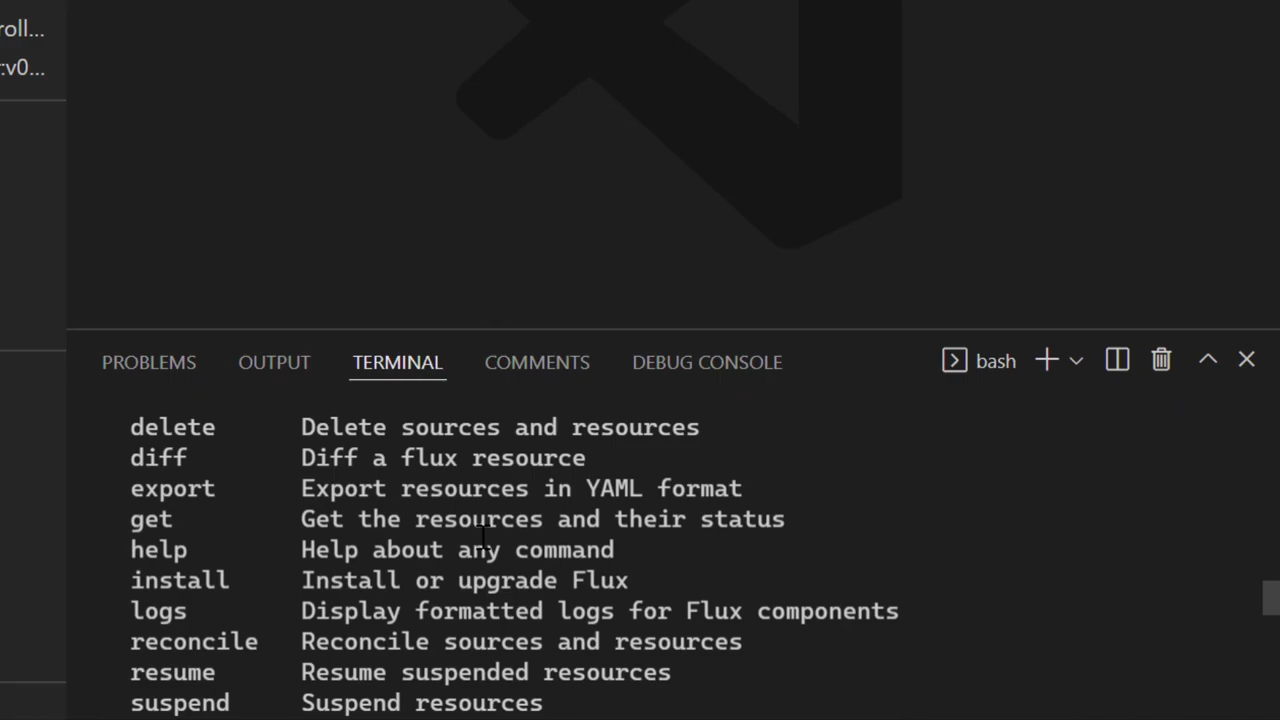 roll...
:v0...
PROBLEMS OUTPUT TERMINAL COMMENTS DEBUG CONSOLE bash
delete Delete sources and resources
diff Diff a flux resource
export Export resources in YAML format
get Get the resources and their status
help Help about any command
install Install or upgrade Flux
logs Display formatted logs for Flux components
reconcile Reconcile sources and resources
resume Resume suspended resources
suspend Suspend resources